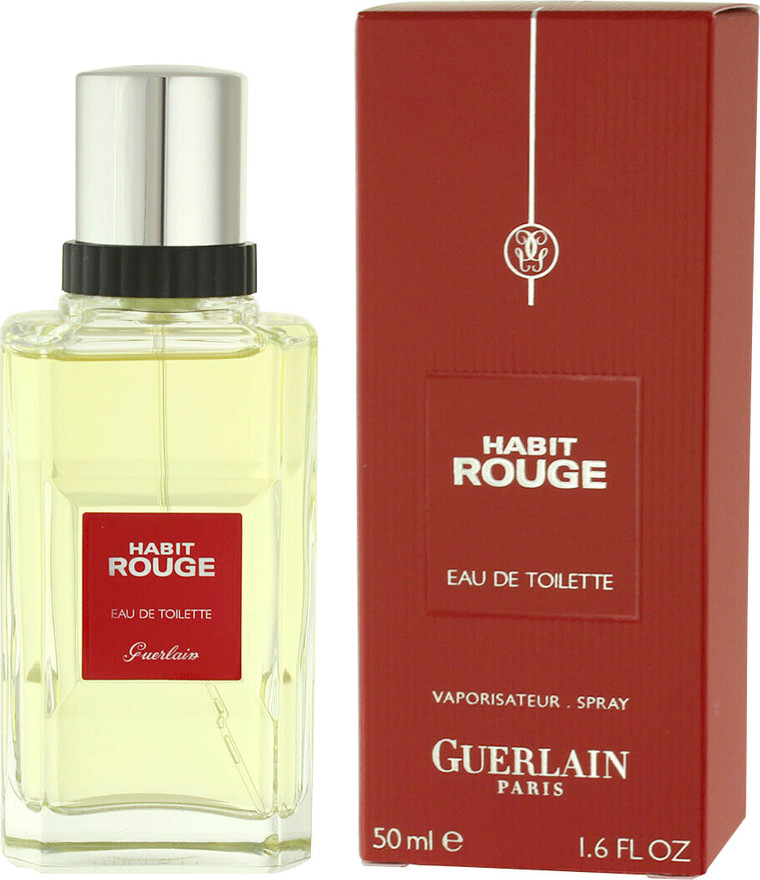 HABIT
ROUGE
EAU DE TOILETTE
Guerlain
HABIT
ROUGE
EAU DE TOILETTE
VAPORISATEUR . SPRAY
GUERLAIN
PARIS
50 ml ℮
1.6 FL OZ